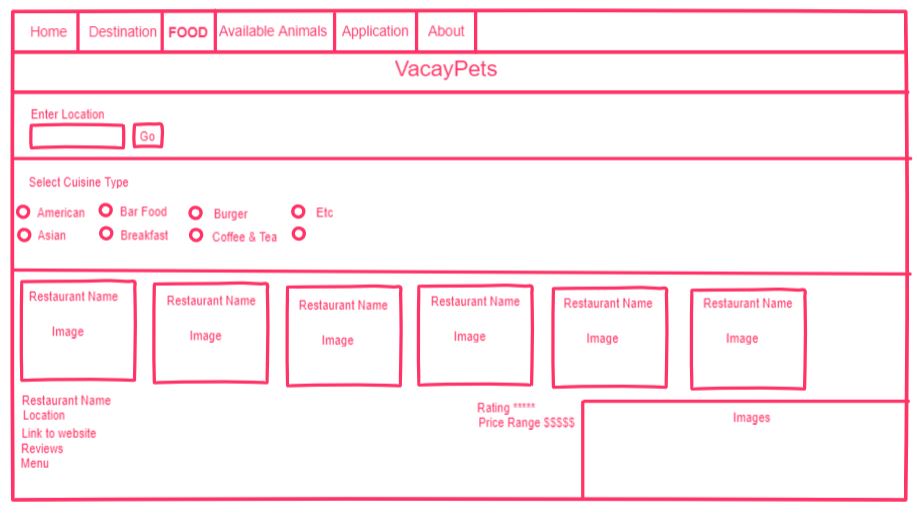 Home Destination FOOD Available Animals Application About
VacayPets
Enter Location
Go
Select Cuisine Type
American Bar Food Burger Etc
Asian Breakfast Coffee & Tea
Restaurant Name Restaurant Name Restaurant Name Restaurant Name Restaurant Name Restaurant Name
Image Image Image Image Image Image
Restaurant Name
Location
Link to website
Reviews
Menu
Rating *****
Price Range $$$$$
Images